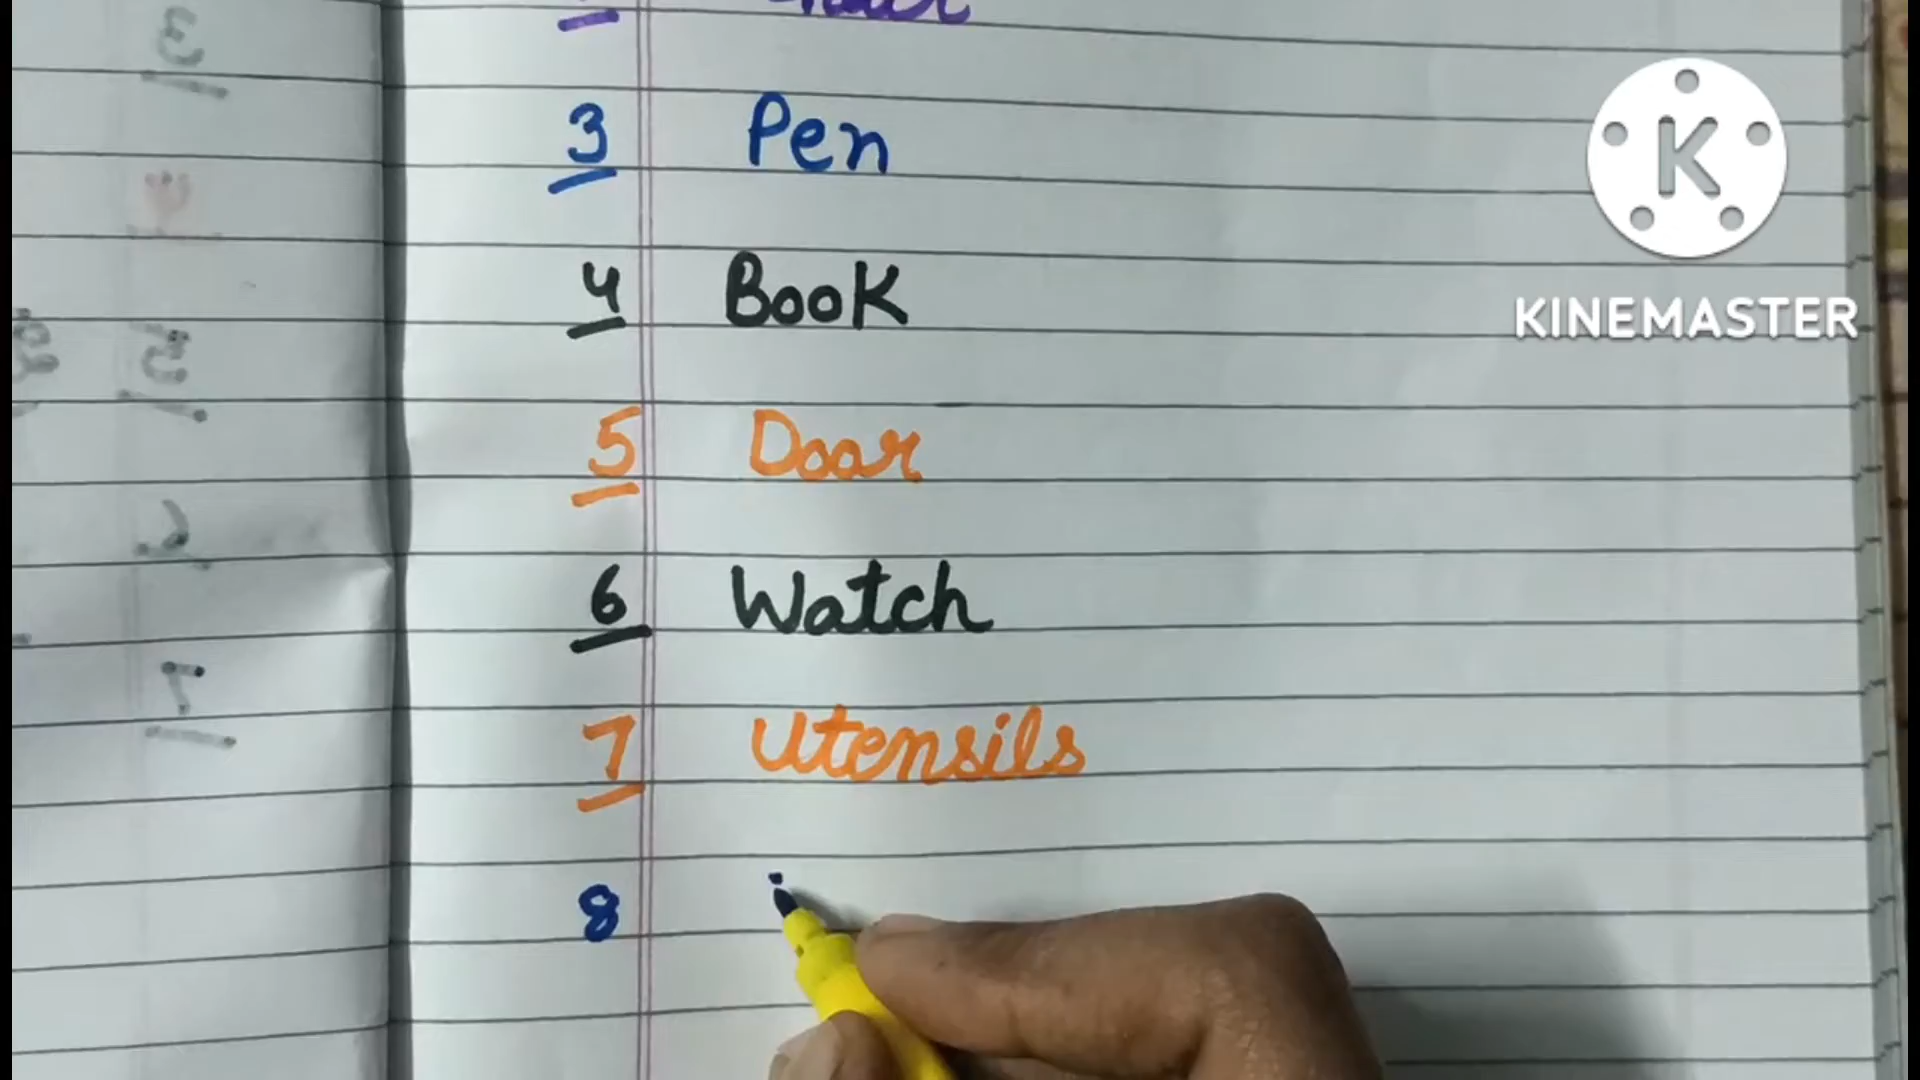 3 Pen
4 Book
5 Door
6 Watch
7 Utensils
8
KINEMASTER